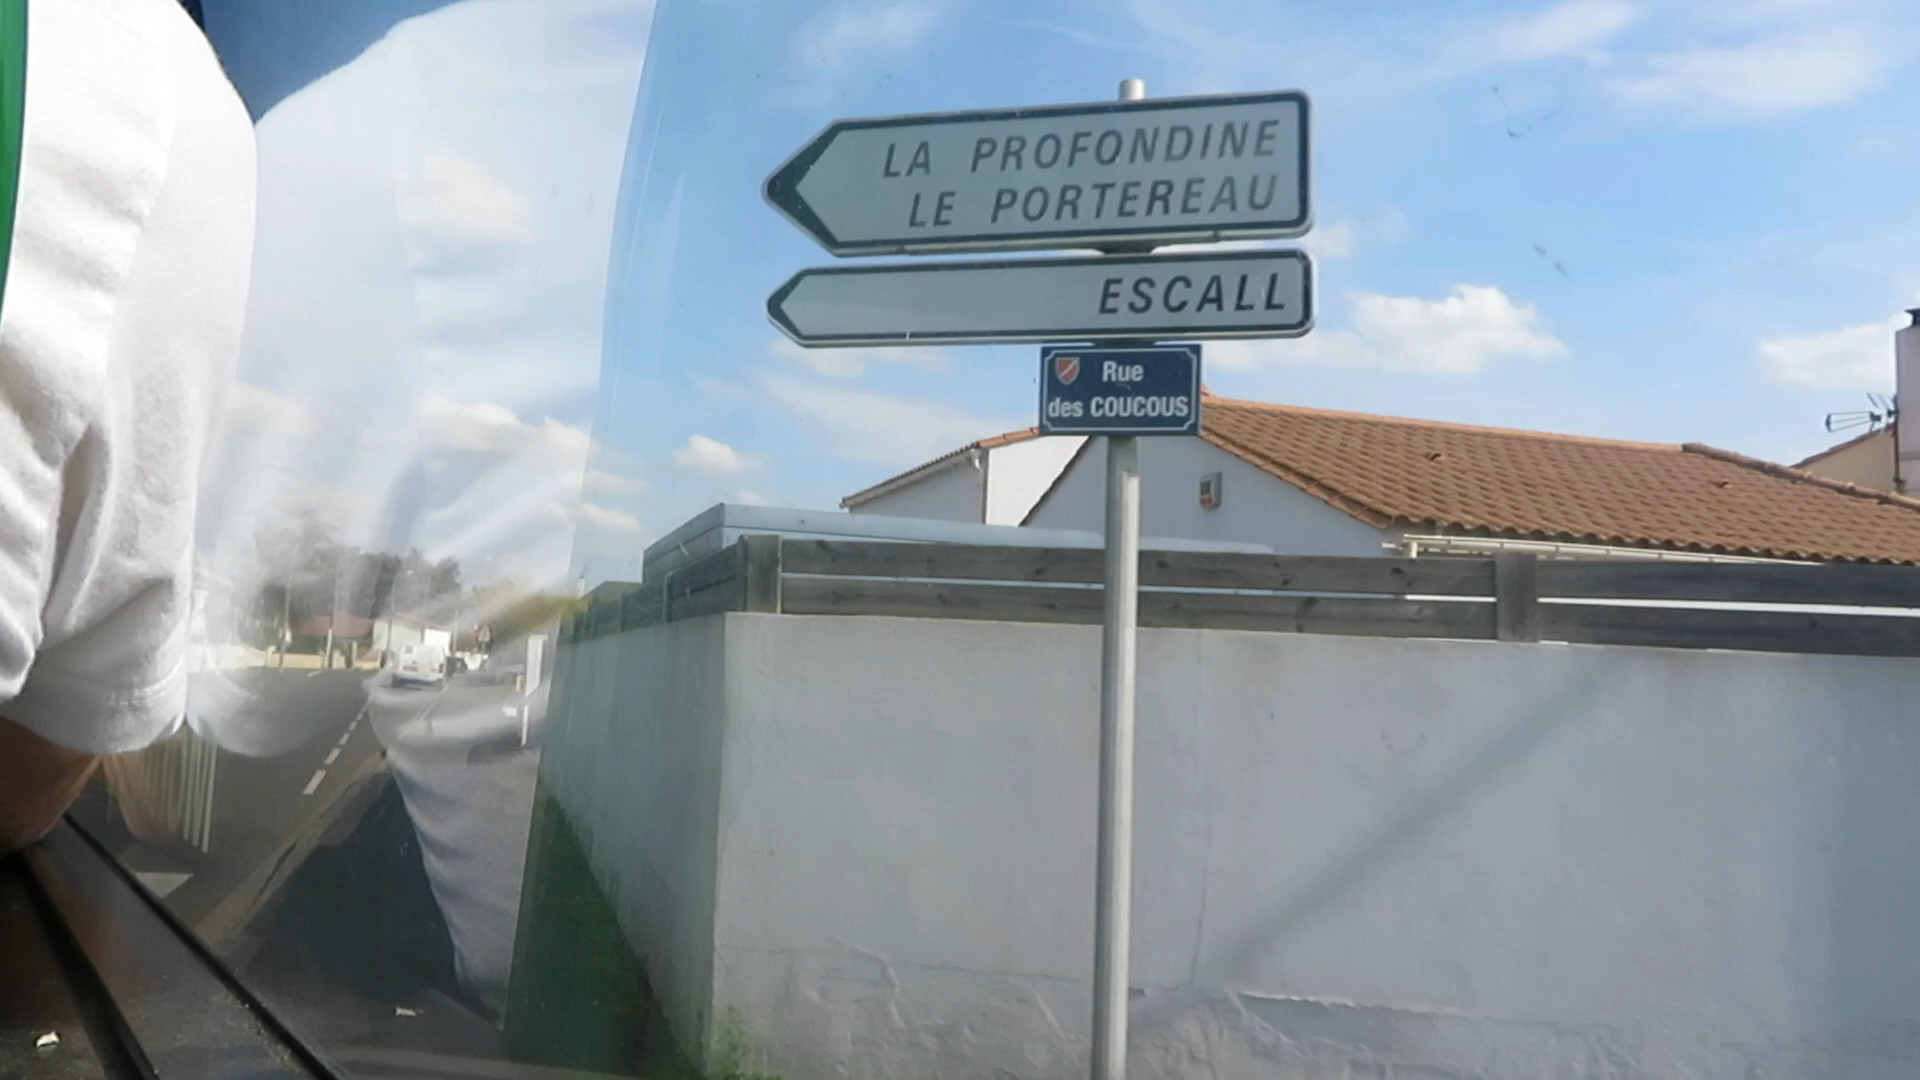 LA PROFONDINE
LE PORTEREAU
ESCALL
Rue
des COUCOUS